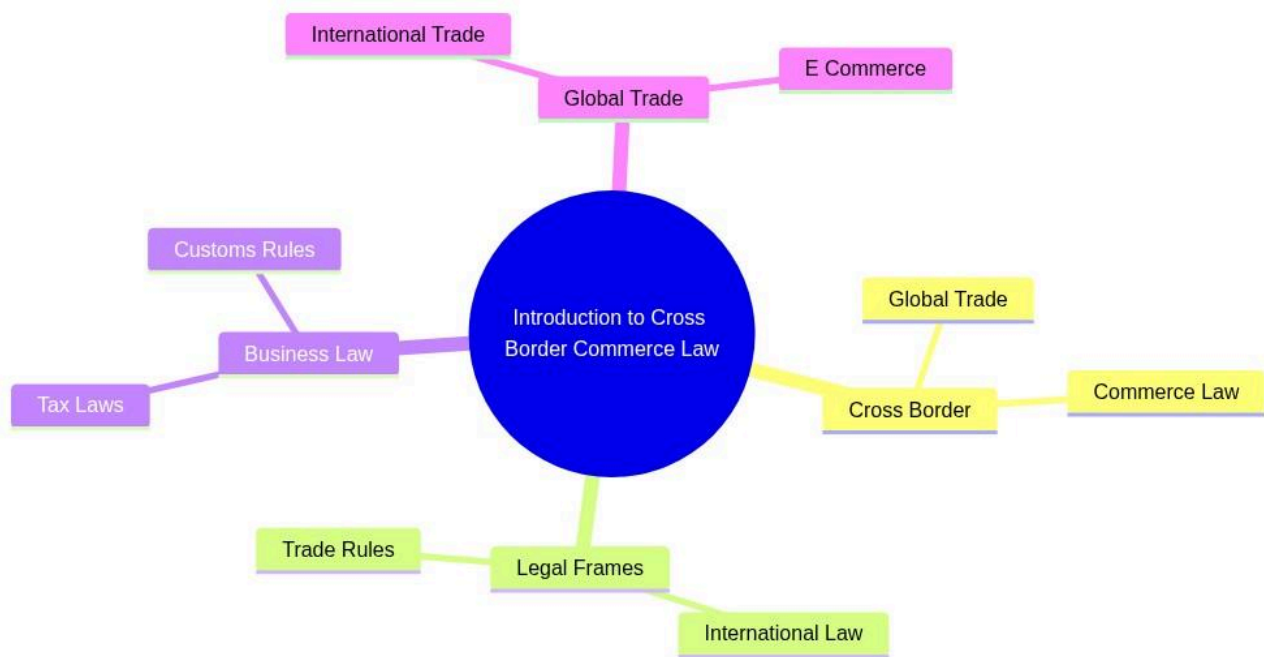 International Trade
E Commerce
Global Trade
Customs Rules
Global Trade
Introduction to Cross
Border Commerce Law
Business Law
Commerce Law
Tax Laws
Cross Border
Trade Rules
Legal Frames
International Law